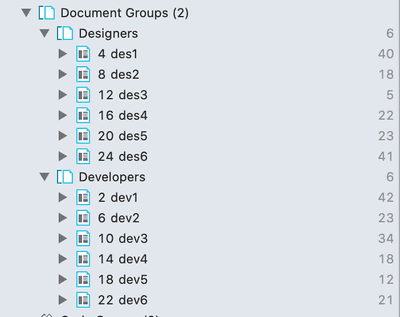 Document Groups (2)
Designers 6
4 des1 40
8 des2 18
12 des3 5
16 des4 22
20 des5 23
24 des6 41
Developers 6
2 dev1 42
6 dev2 23
10 dev3 34
14 dev4 18
18 dev5 12
22 dev6 21